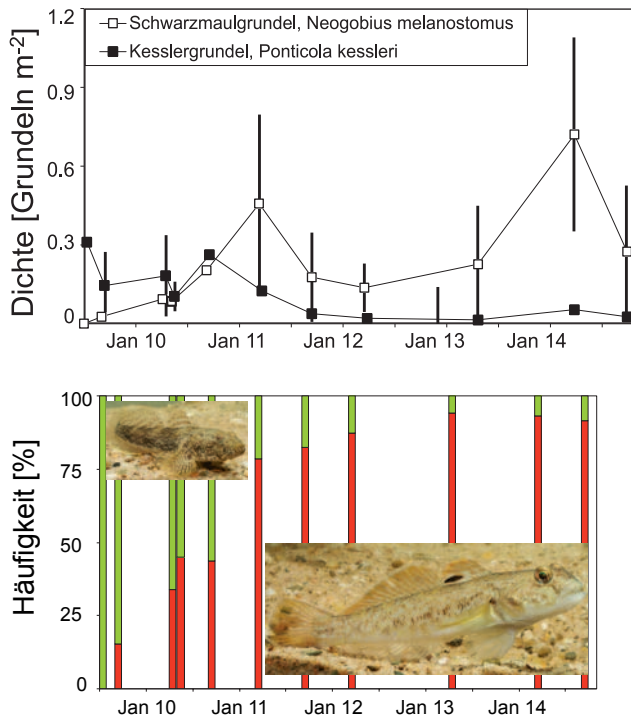 1.2
0.9
0.6
0.3
0
Dichte [Grundeln m⁻²]
Schwarzmaulgrundel, Neogobius melanostomus
Kesslergrundel, Ponticola kessleri
Jan 10 Jan 11 Jan 12 Jan 13 Jan 14
100
75
50
25
0
Häufigkeit [%]
Jan 10 Jan 11 Jan 12 Jan 13 Jan 14